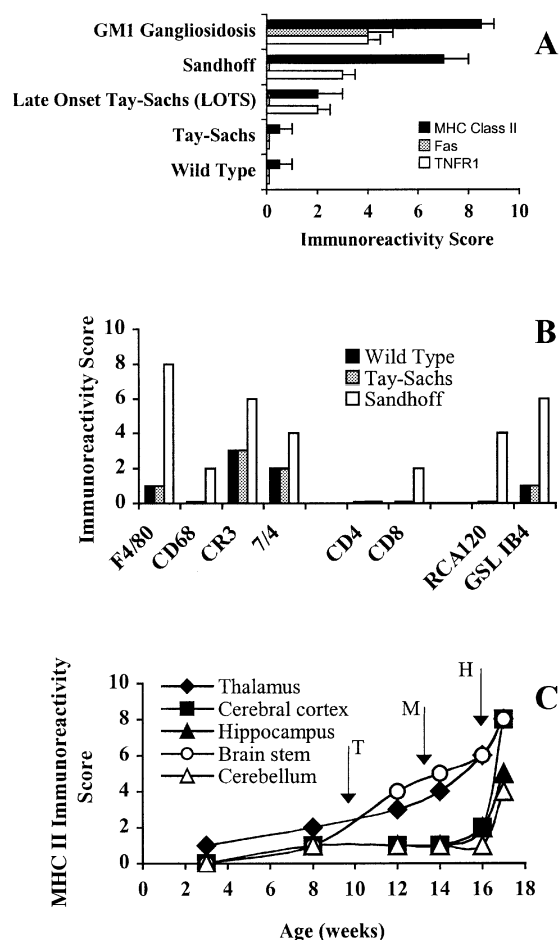 GM1 Gangliosidosis
A
Sandhoff
Late Onset Tay-Sachs (LOTS)
Tay-Sachs
Wild Type
MHC Class II
Fas
TNFR1
0 2 4 6 8 10
Immunoreactivity Score
B
Immunoreactivity Score
10
8
6
4
2
0
Wild Type
Tay-Sachs
Sandhoff
F4/80 CD68 CR3 7/4 CD4 CD8 RCA120 GSL IB4
C
MHC II Immunoreactivity
Score
10
8
6
4
2
0
Thalamus
Cerebral cortex
Hippocampus
Brain stem
Cerebellum
T
M
H
0 2 4 6 8 10 12 14 16 18
Age (weeks)